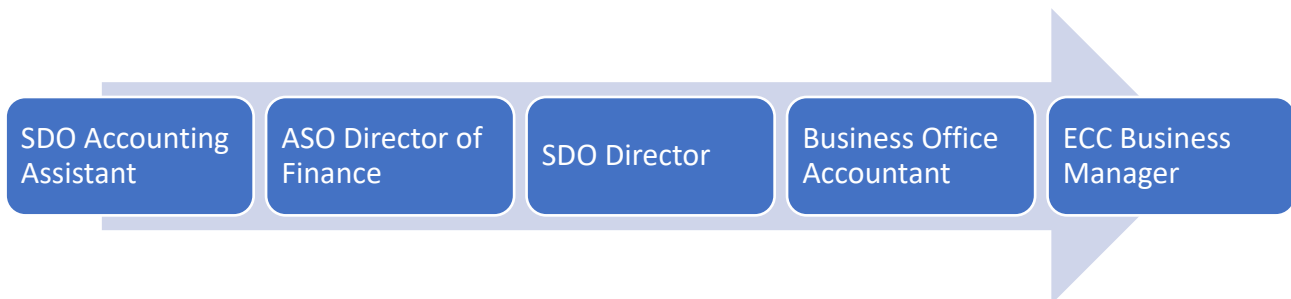 SDO Accounting
Assistant
ASO Director of
Finance
SDO Director
Business Office
Accountant
ECC Business
Manager